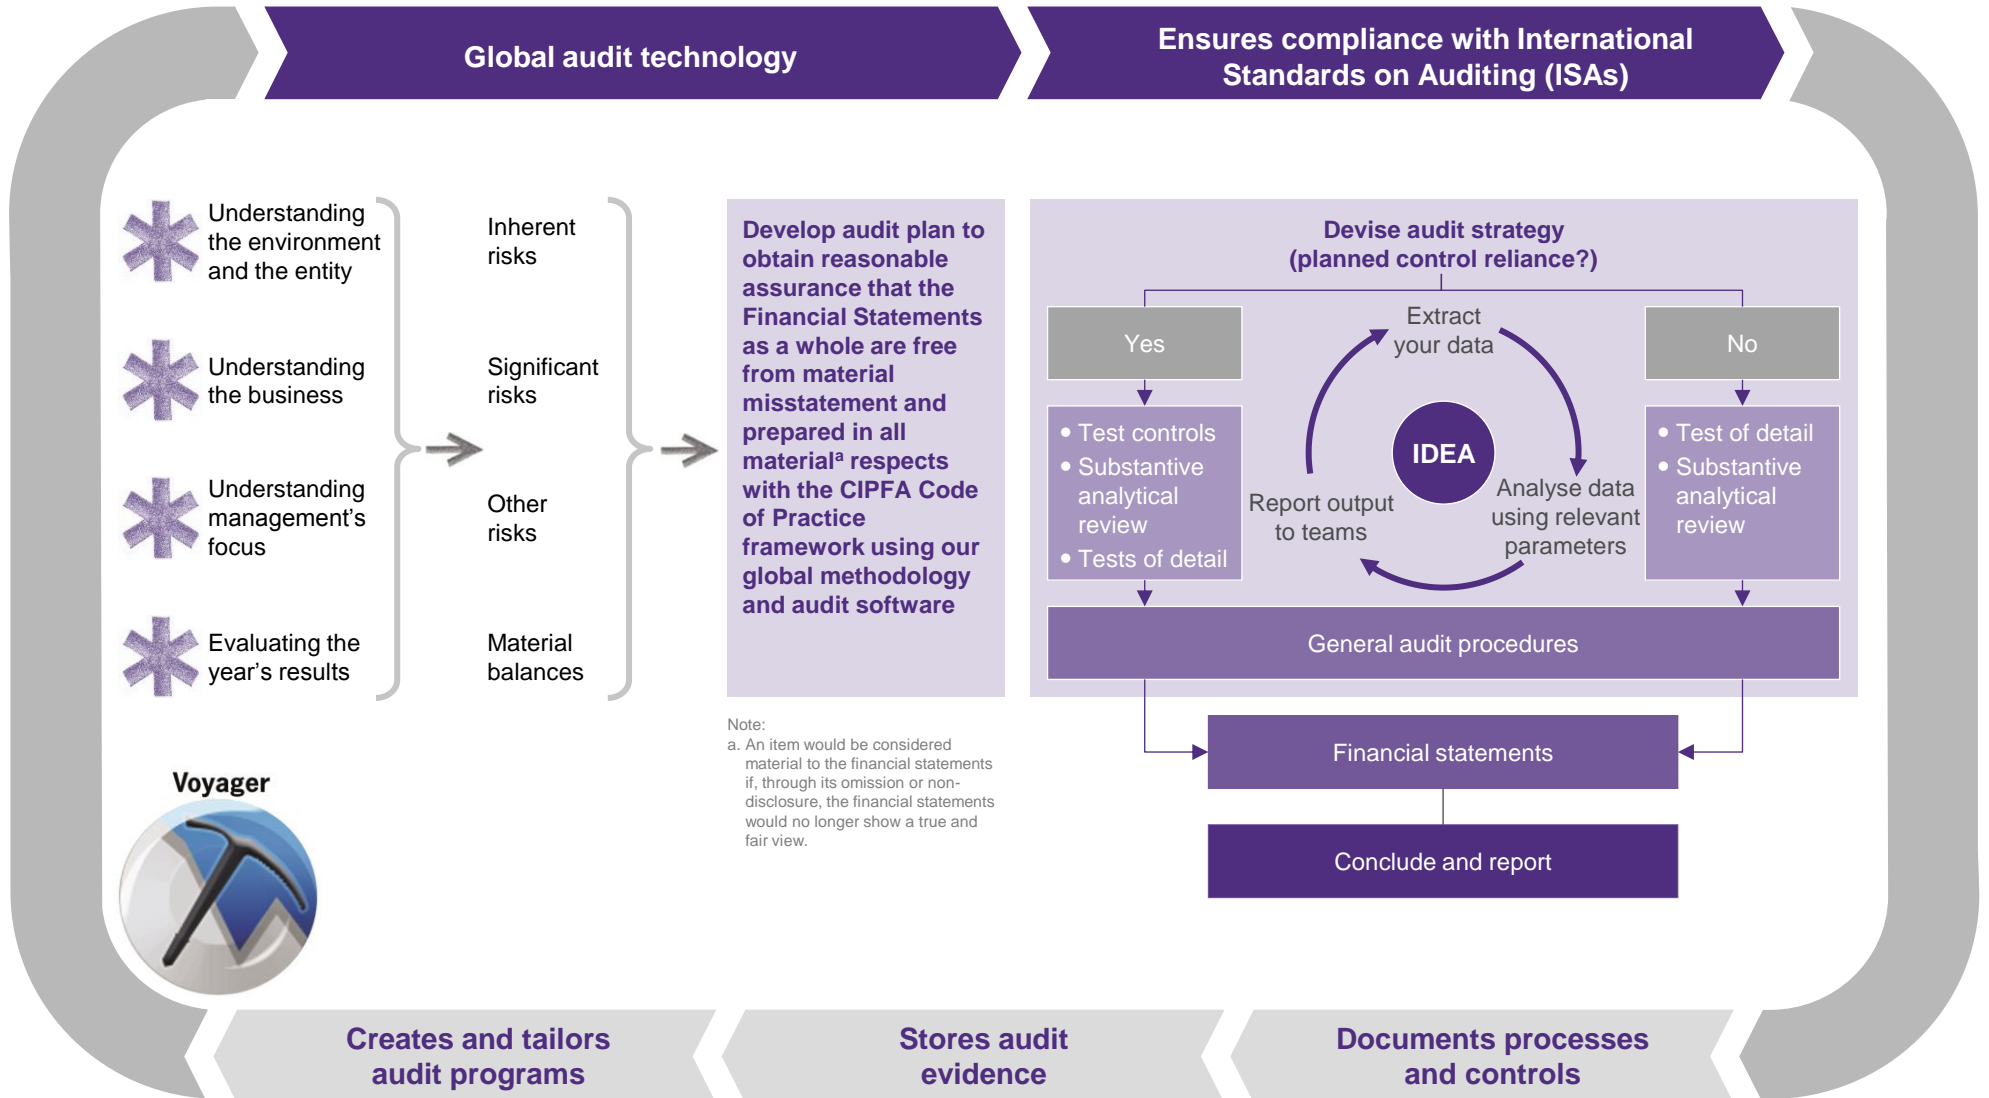 Global audit technology
Ensures compliance with International
Standards on Auditing (ISAs)
Understanding
the environment
and the entity
Understanding
the business
Understanding
management's
focus
Evaluating the
year's results
Inherent
risks
Significant
risks
Other
risks
Material
balances
Develop audit plan to
obtain reasonable
assurance that the
Financial Statements
as a whole are free
from material
misstatement and
prepared in all
materialᵃ respects
with the CIPFA Code
of Practice
framework using our
global methodology
and audit software
Note:
a. An item would be considered
material to the financial statements
if, through its omission or non-
disclosure, the financial statements
would no longer show a true and
fair view.
Devise audit strategy
(planned control reliance?)
Yes
• Test controls
• Substantive
analytical
review
• Tests of detail
Extract
your data
IDEA
Analyse data
using relevant
parameters
Report output
to teams
No
• Test of detail
• Substantive
analytical
review
General audit procedures
Financial statements
Conclude and report
Voyager
Creates and tailors
audit programs
Stores audit
evidence
Documents processes
and controls